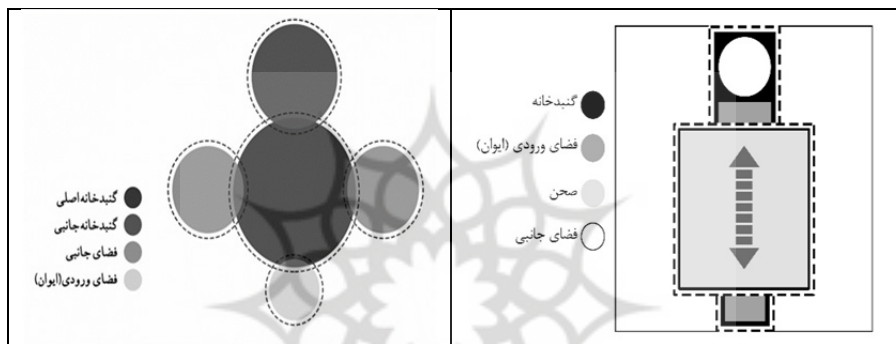 گنبدخانه
فضای ورودی (ایوان)
صحن
فضای جانبی
گنبدخانه اصلی
گنبدخانه جانبی
فضای جانبی
فضای ورودی (ایوان)